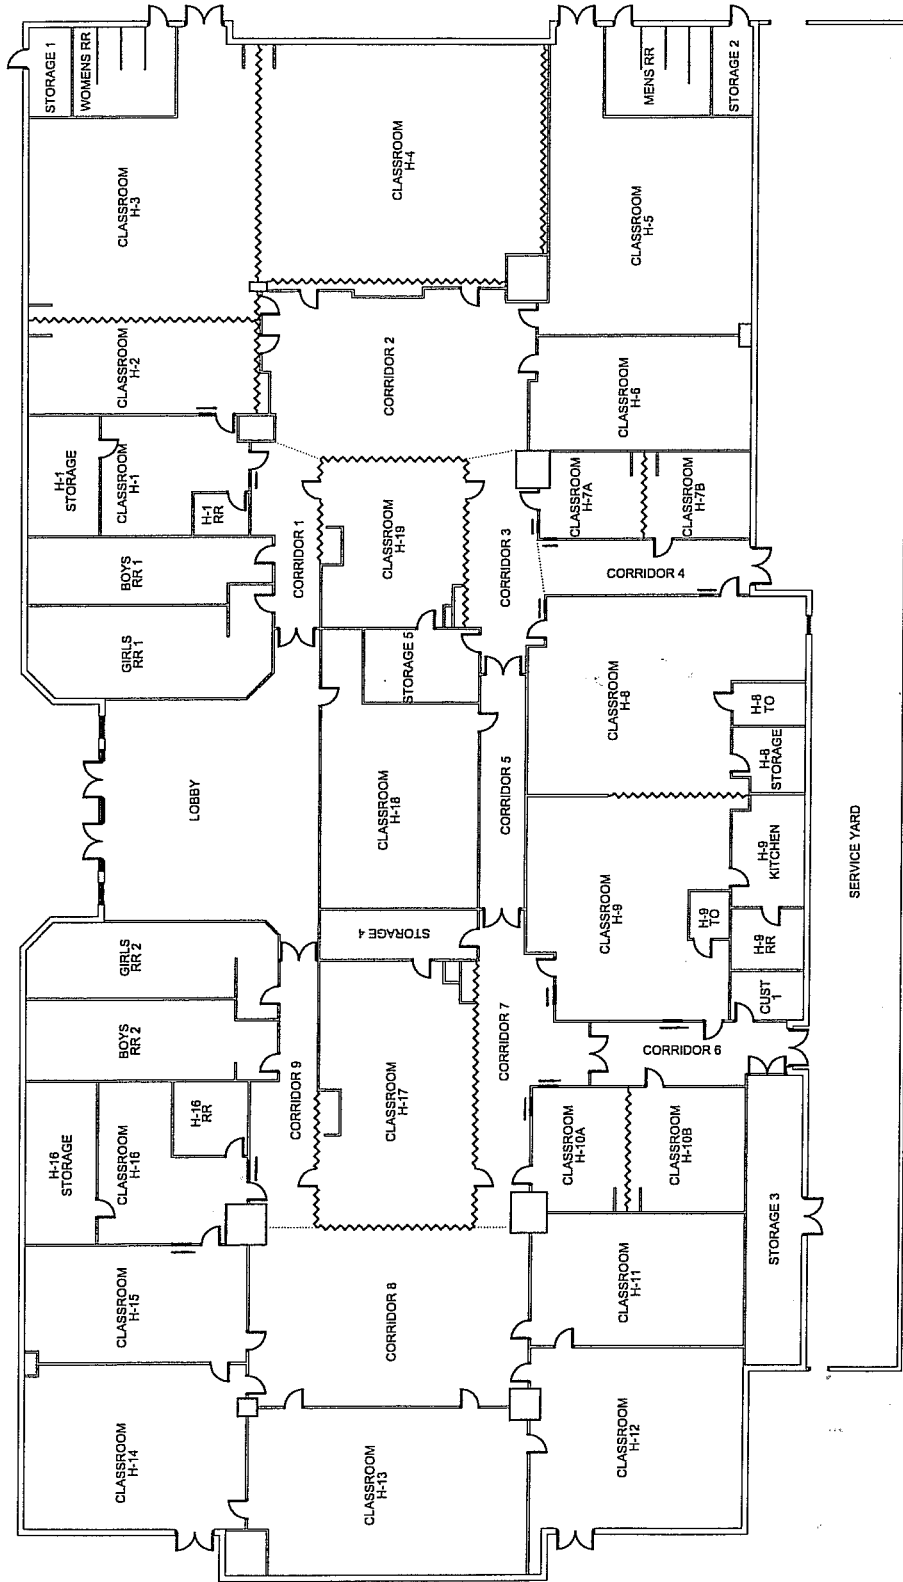 STORAGE 1
WOMENS RR
CLASSROOM
H-3
CLASSROOM
H-4
MENS RR
STORAGE 2
CLASSROOM
H-5
CLASSROOM
H-2
CORRIDOR 2
CLASSROOM
H-6
H-1
STORAGE
CLASSROOM
H-1
H-1
RR
CLASSROOM
H-7A
CLASSROOM
H-7B
BOYS
RR 1
CORRIDOR 1
CLASSROOM
H-19
CORRIDOR 3
CORRIDOR 4
GIRLS
RR 1
STORAGE 5
CLASSROOM
H-8
H-8
TO
H-8
STORAGE
LOBBY
CLASSROOM
H-18
CORRIDOR 5
CLASSROOM
H-9
H-9
KITCHEN
SERVICE YARD
H-9
TO
H-9
RR
CUST
1
STORAGE 4
GIRLS
RR 2
BOYS
RR 2
CORRIDOR 9
CLASSROOM
H-17
CORRIDOR 7
CORRIDOR 6
H-16
STORAGE
CLASSROOM
H-16
H-16
RR
CLASSROOM
H-10A
CLASSROOM
H-10B
STORAGE 3
CLASSROOM
H-15
CORRIDOR 8
CLASSROOM
H-11
CLASSROOM
H-14
CLASSROOM
H-13
CLASSROOM
H-12